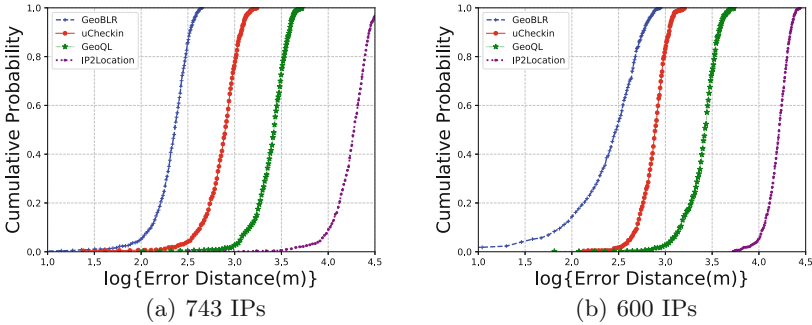 GeoBLR
uCheckin
GeoQL
IP2Location
Cumulative Probability
1,0
0,8
0,6
0,4
0,2
0,0
1,0 1,5 2,0 2,5 3,0 3,5 4,0 4,5
log{Error Distance(m)}
(a) 743 IPs
GeoBLR
uCheckin
GeoQL
IP2Location
Cumulative Probability
1,0
0,8
0,6
0,4
0,2
0,0
1,0 1,5 2,0 2,5 3,0 3,5 4,0 4,5
log{Error Distance(m)}
(b) 600 IPs